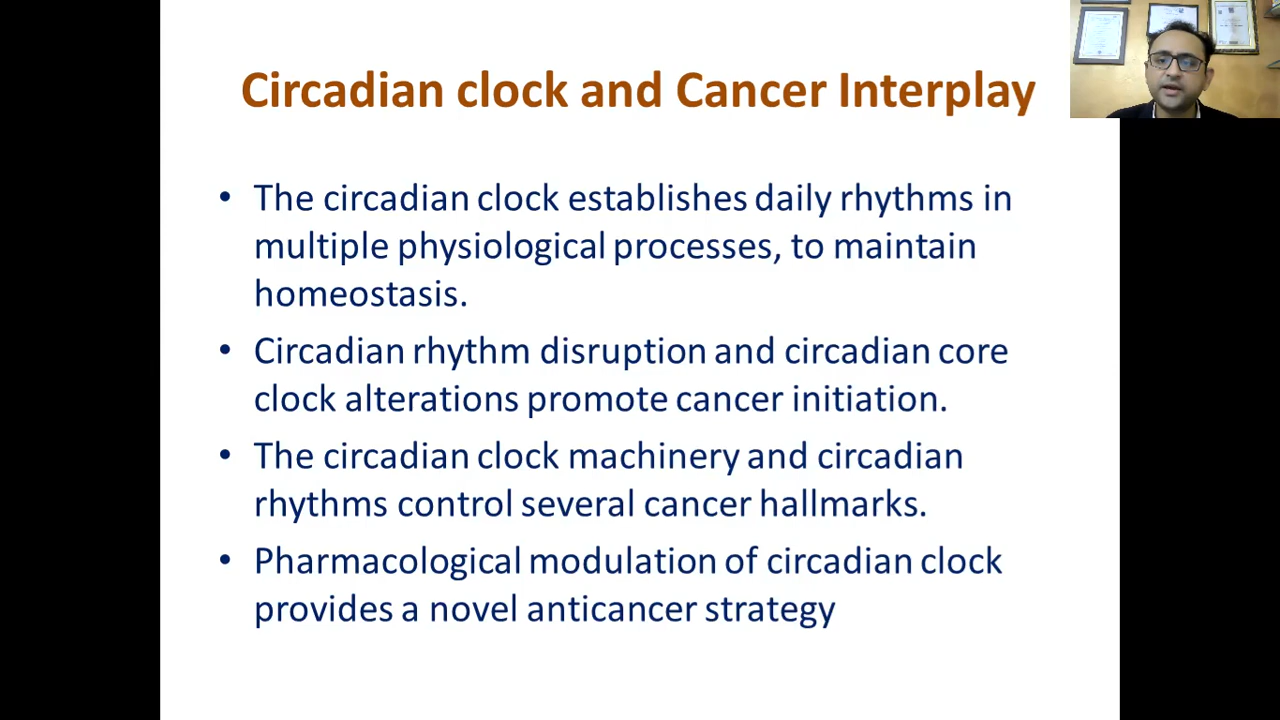 Circadian clock and Cancer Interplay
• The circadian clock establishes daily rhythms in
multiple physiological processes, to maintain
homeostasis.
• Circadian rhythm disruption and circadian core
clock alterations promote cancer initiation.
• The circadian clock machinery and circadian
rhythms control several cancer hallmarks.
• Pharmacological modulation of circadian clock
provides a novel anticancer strategy